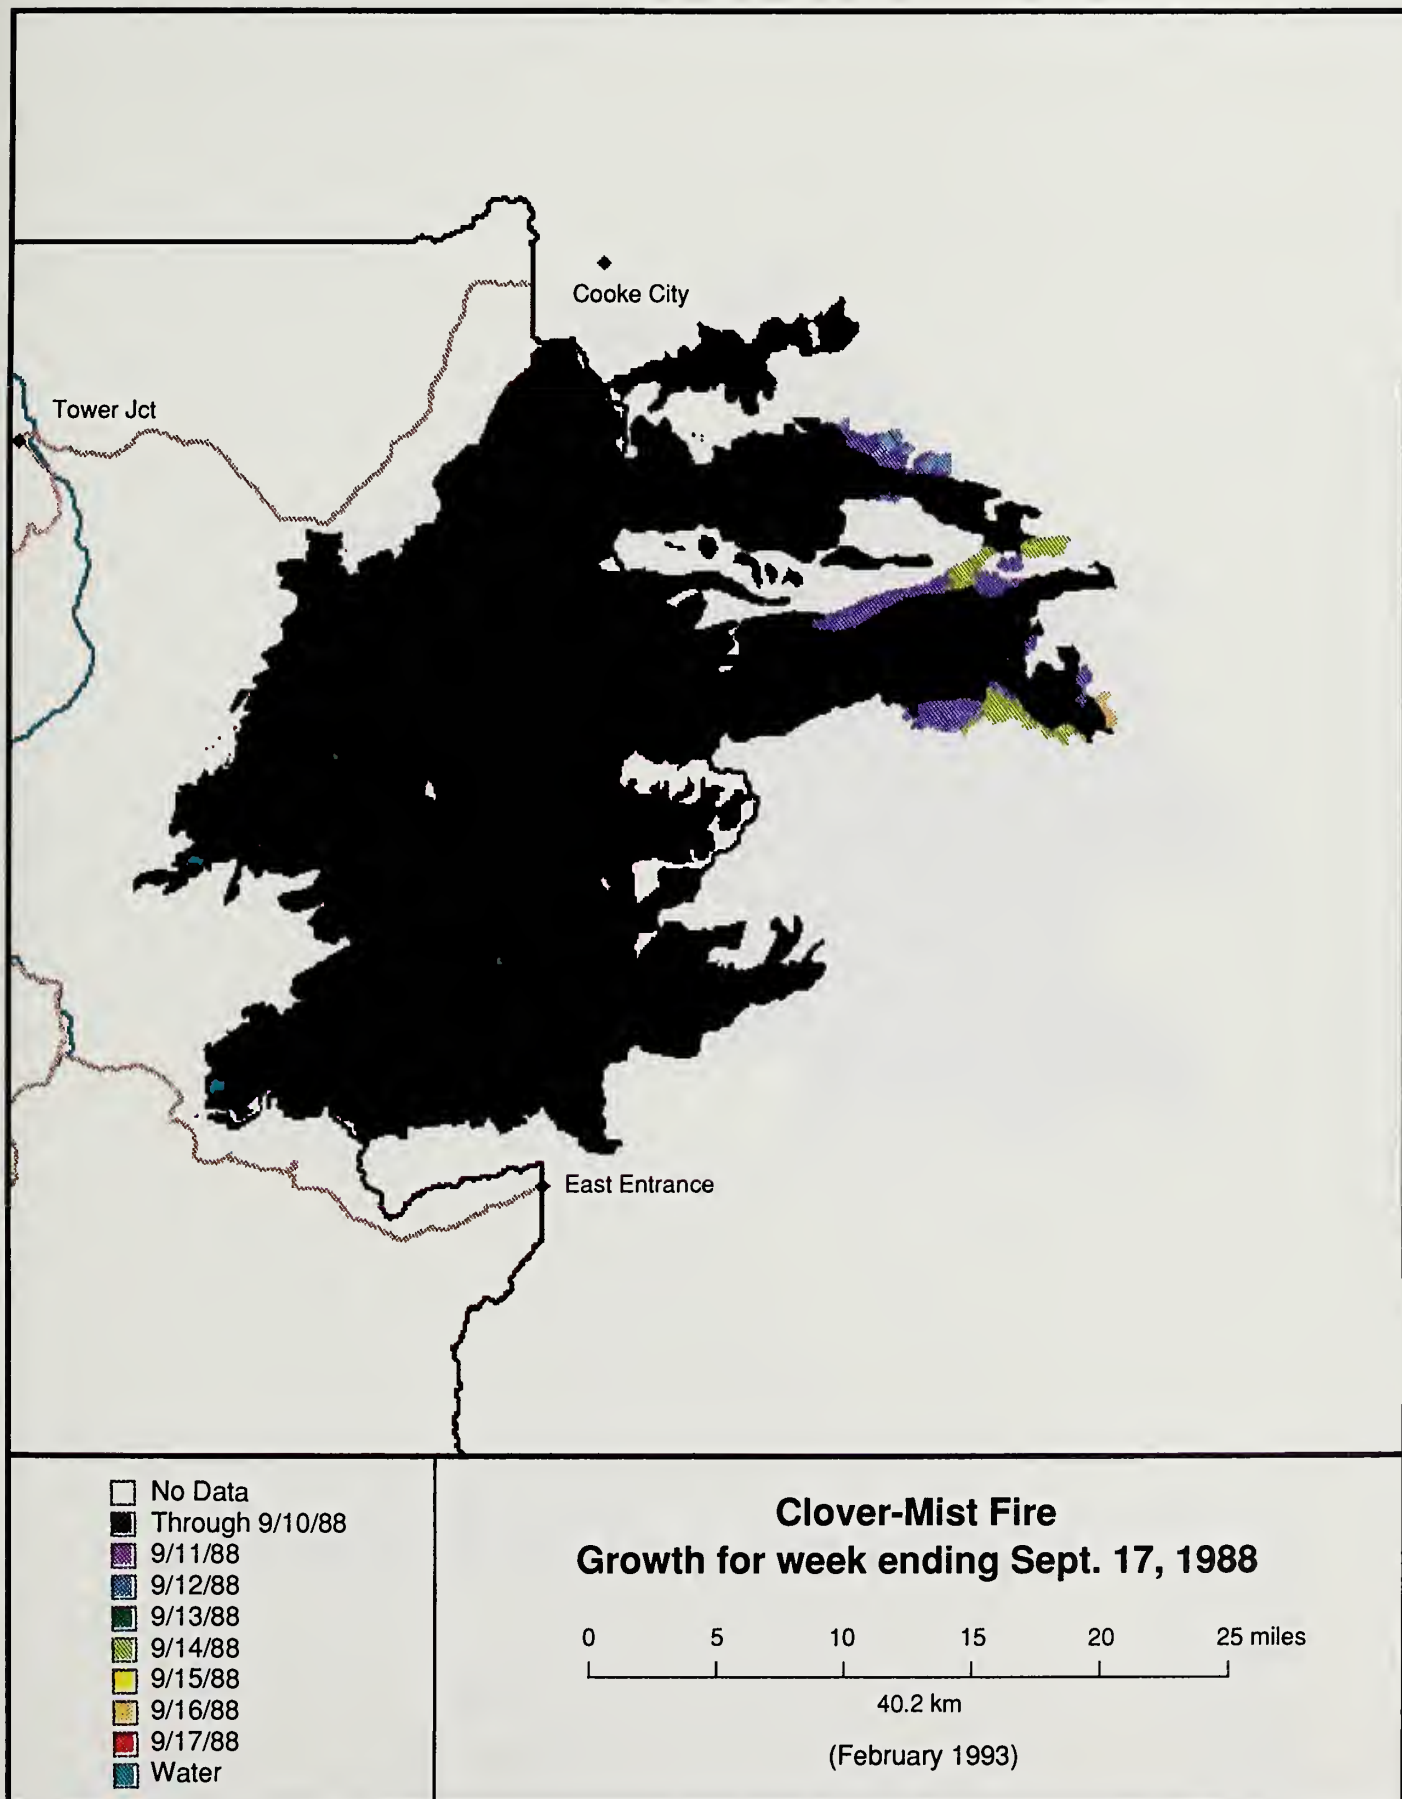 Cooke City
Tower Jct
East Entrance
No Data
Through 9/10/88
9/11/88
9/12/88
9/13/88
9/14/88
9/15/88
9/16/88
9/17/88
Water
Clover-Mist Fire
Growth for week ending Sept. 17, 1988
0 5 10 15 20 25 miles
40.2 km
(February 1993)